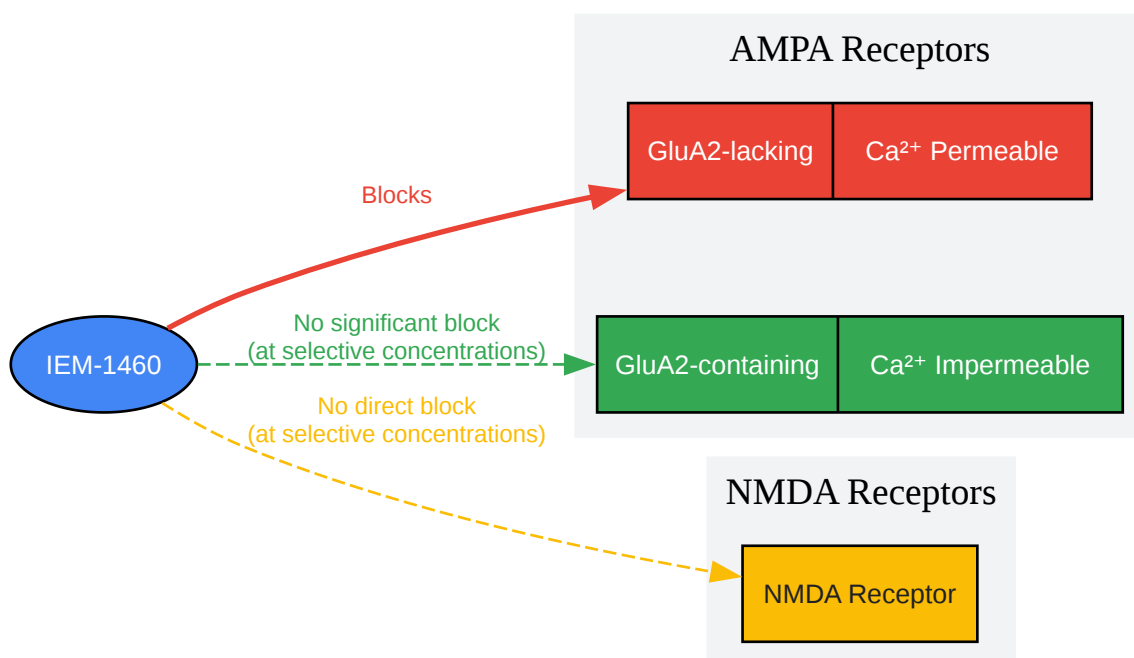 AMPA Receptors
GluA2-lacking
Ca²⁺ Permeable
Blocks
No significant block
(at selective concentrations)
IEM-1460
GluA2-containing
Ca²⁺ Impermeable
No direct block
(at selective concentrations)
NMDA Receptors
NMDA Receptor